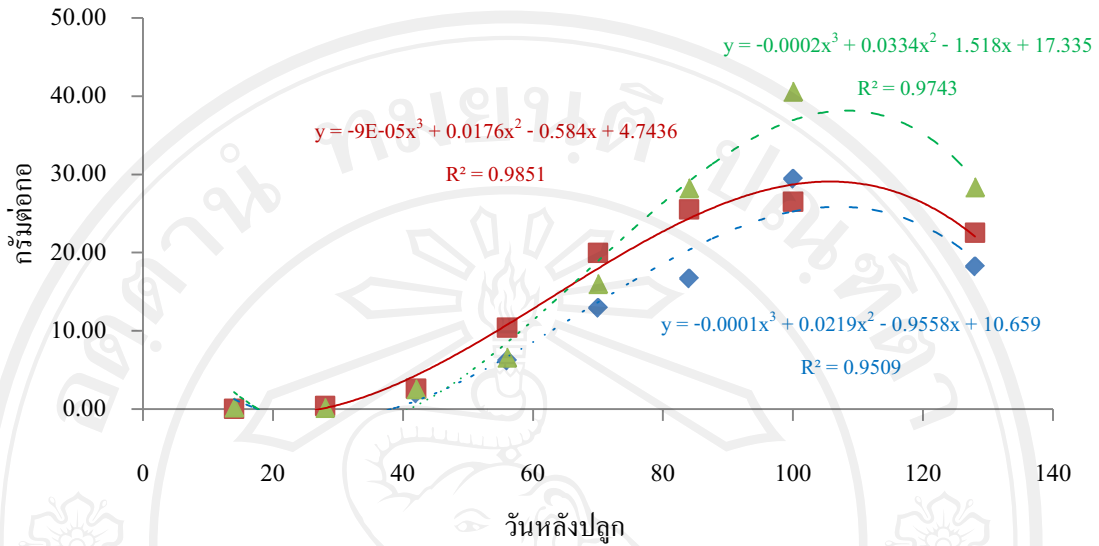 50.00
y = -0.0002x³ + 0.0334x² - 1.518x + 17.335
R² = 0.9743
40.00
y = -9E-05x³ + 0.0176x² - 0.584x + 4.7436
R² = 0.9851
30.00
กรัมต่อกอ
20.00
10.00
y = -0.0001x³ + 0.0219x² - 0.9558x + 10.659
R² = 0.9509
0.00
0 20 40 60 80 100 120 140
วันหลังปลูก